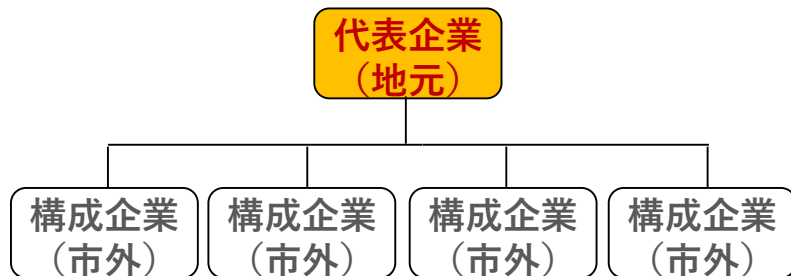 代表企業
（地元）
構成企業
（市外）
構成企業
（市外）
構成企業
（市外）
構成企業
（市外）